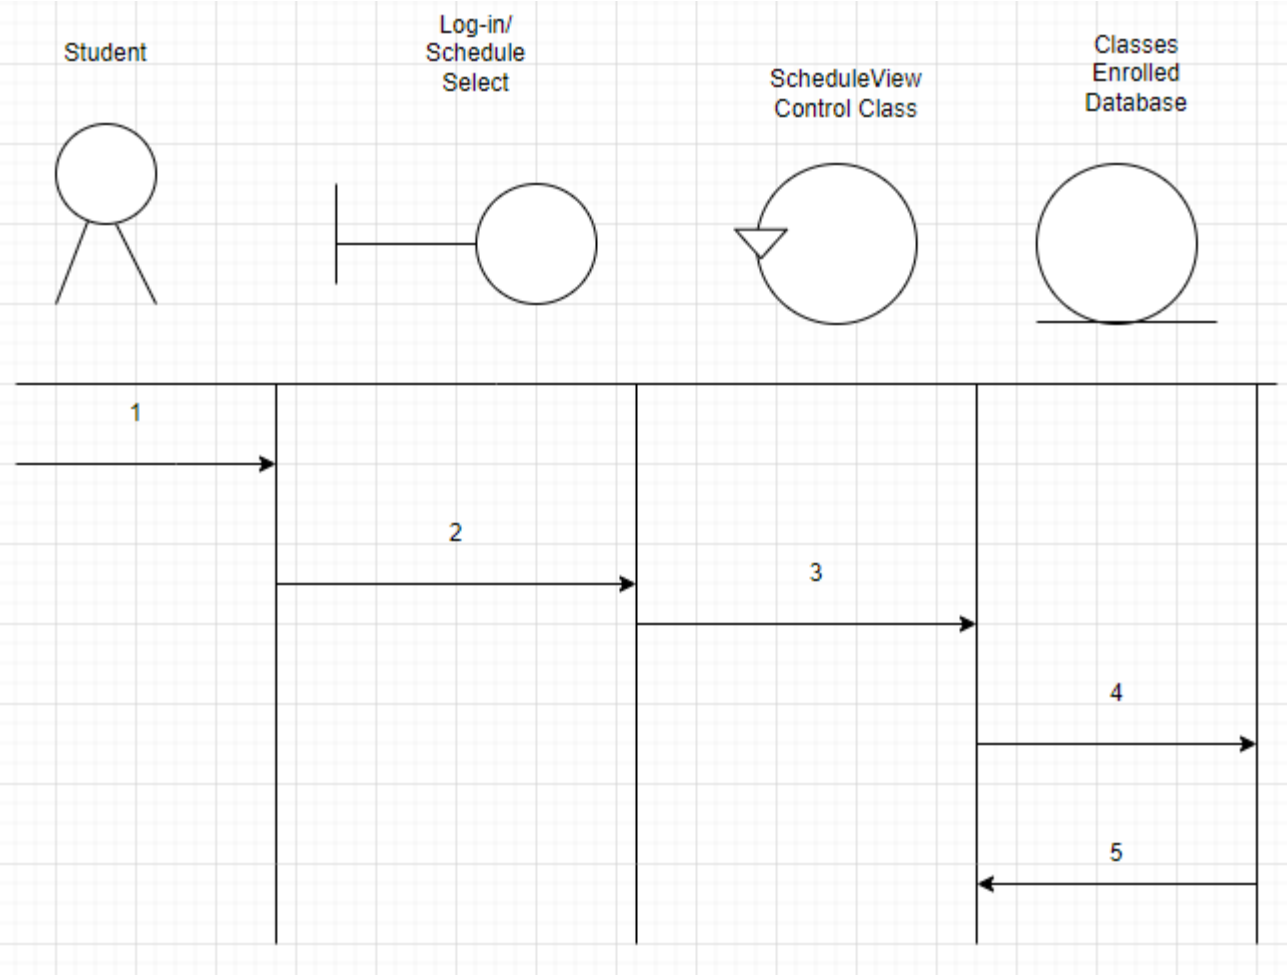 Student
Log-in/
Schedule
Select
ScheduleView
Control Class
Classes
Enrolled
Database
1
2
3
4
5